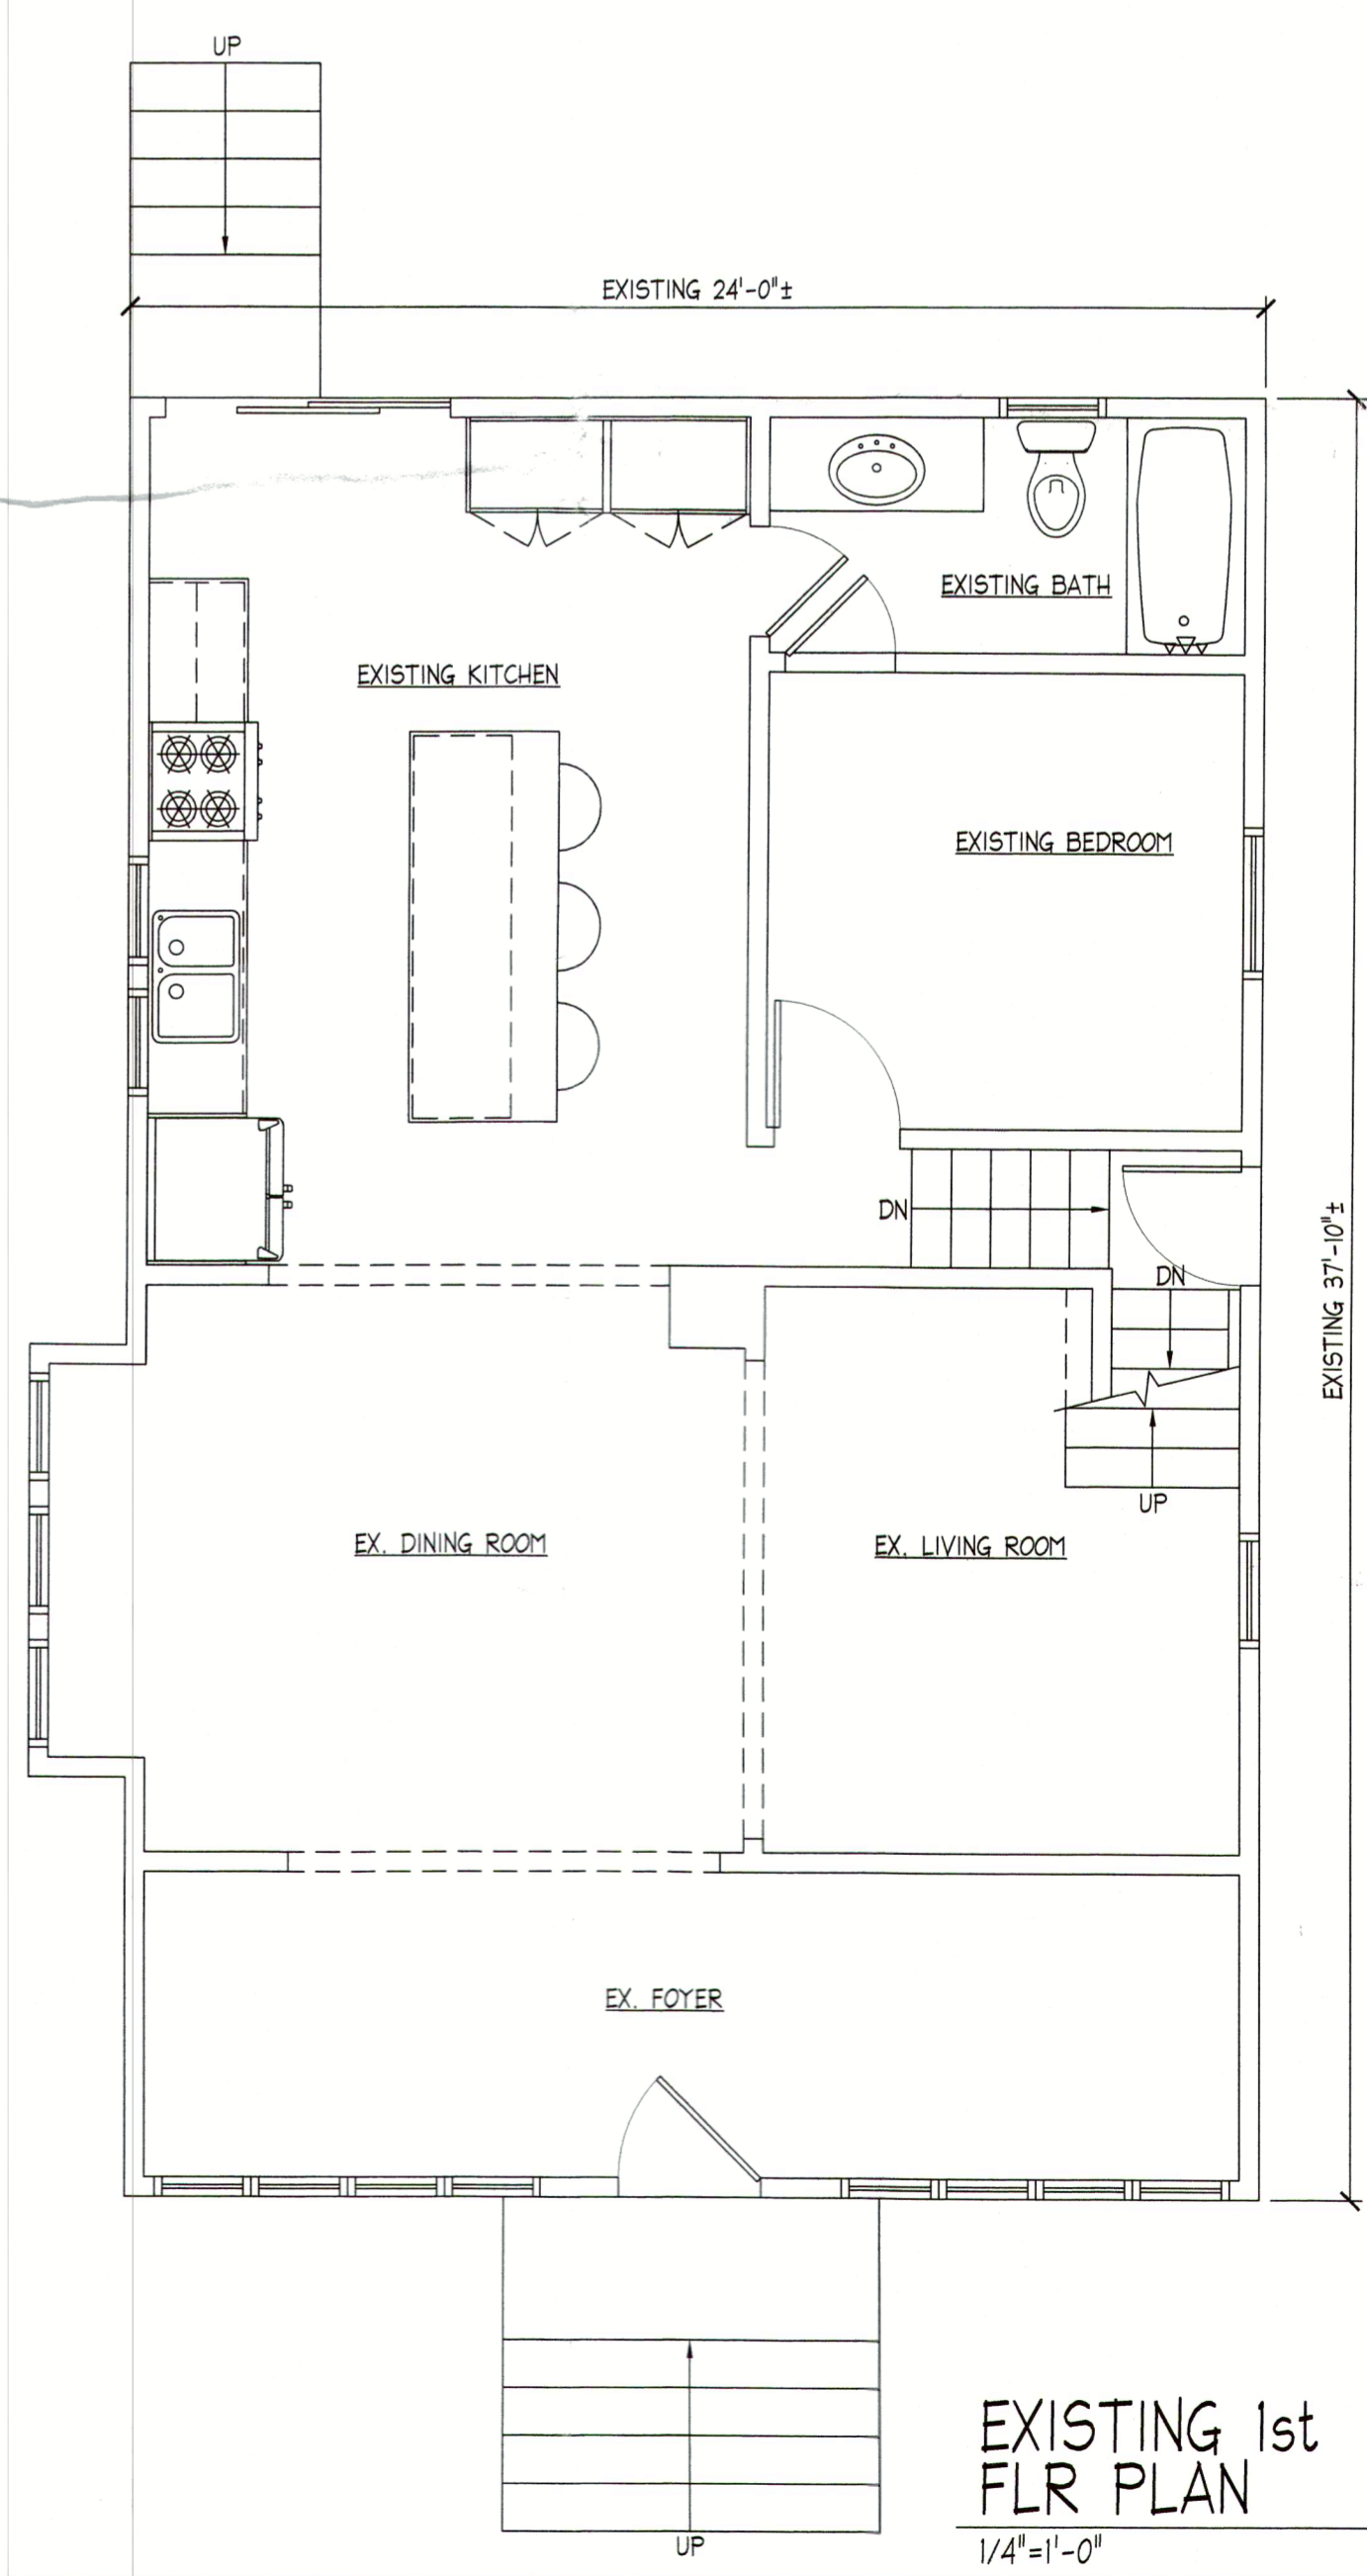 UP
EXISTING 24'-0"±
EXISTING BATH
EXISTING KITCHEN
EXISTING BEDROOM
DN
DN
EXISTING 37'-10"±
UP
EX. DINING ROOM
EX. LIVING ROOM
EX. FOYER
UP
EXISTING 1st
FLR PLAN
1/4"=1'-0"